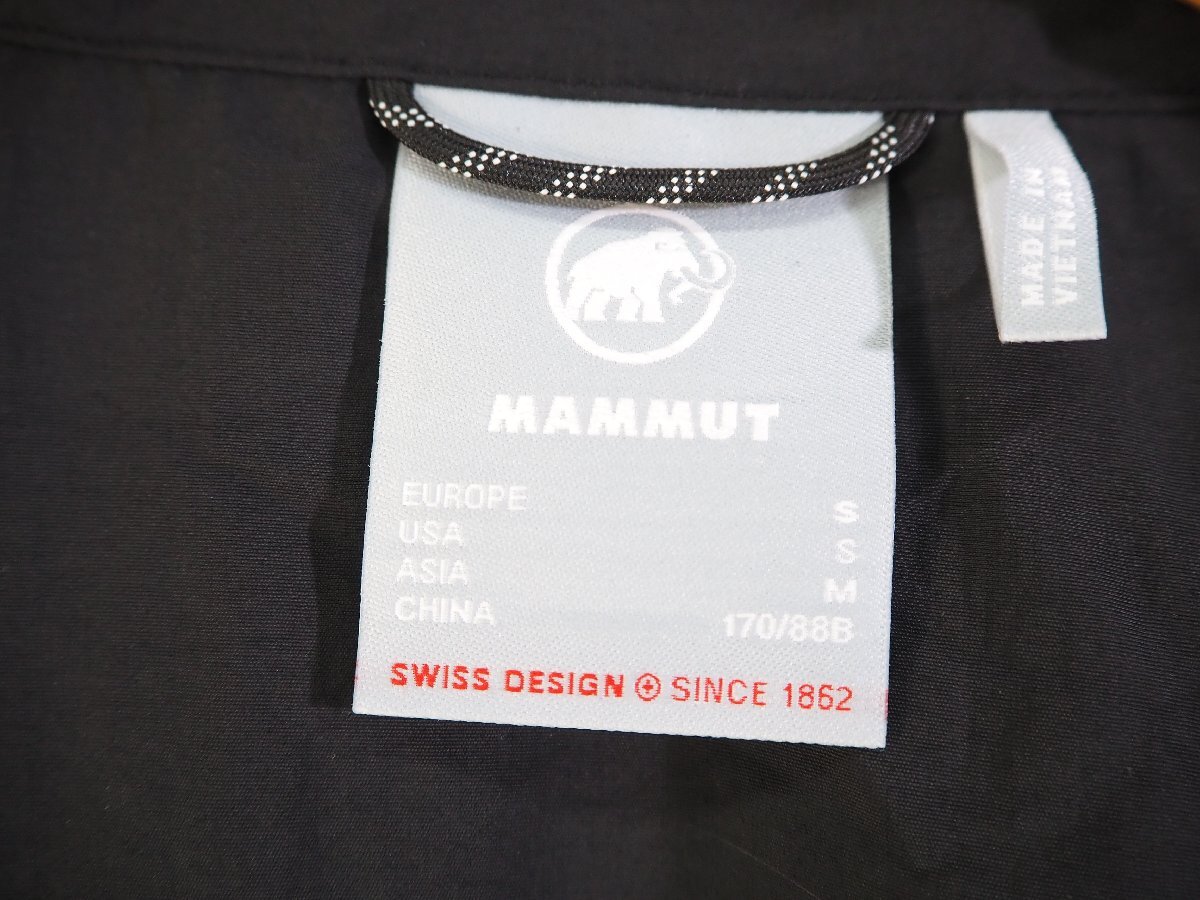 MAMMUT
EUROPE S
USA S
ASIA M
CHINA 170/88B
SWISS DESIGN SINCE 1862
MADE IN
VIETNAM